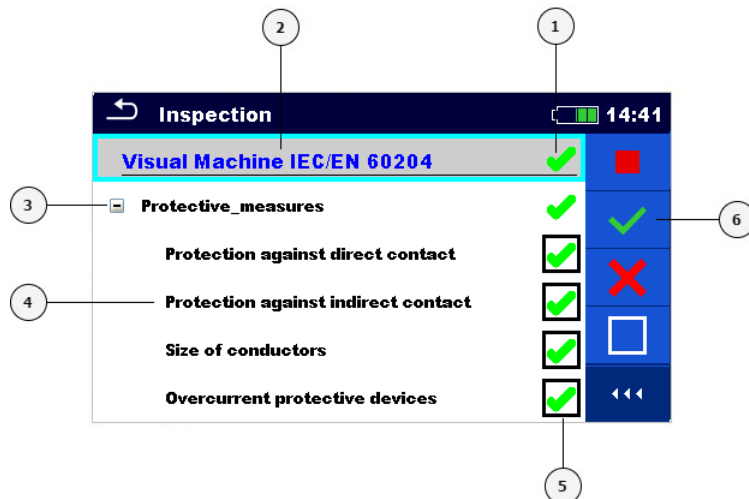 2
1
Inspection 14:41
Visual Machine IEC/EN 60204
3
Protective_measures
6
Protection against direct contact
4
Protection against indirect contact
Size of conductors
Overcurrent protective devices
5